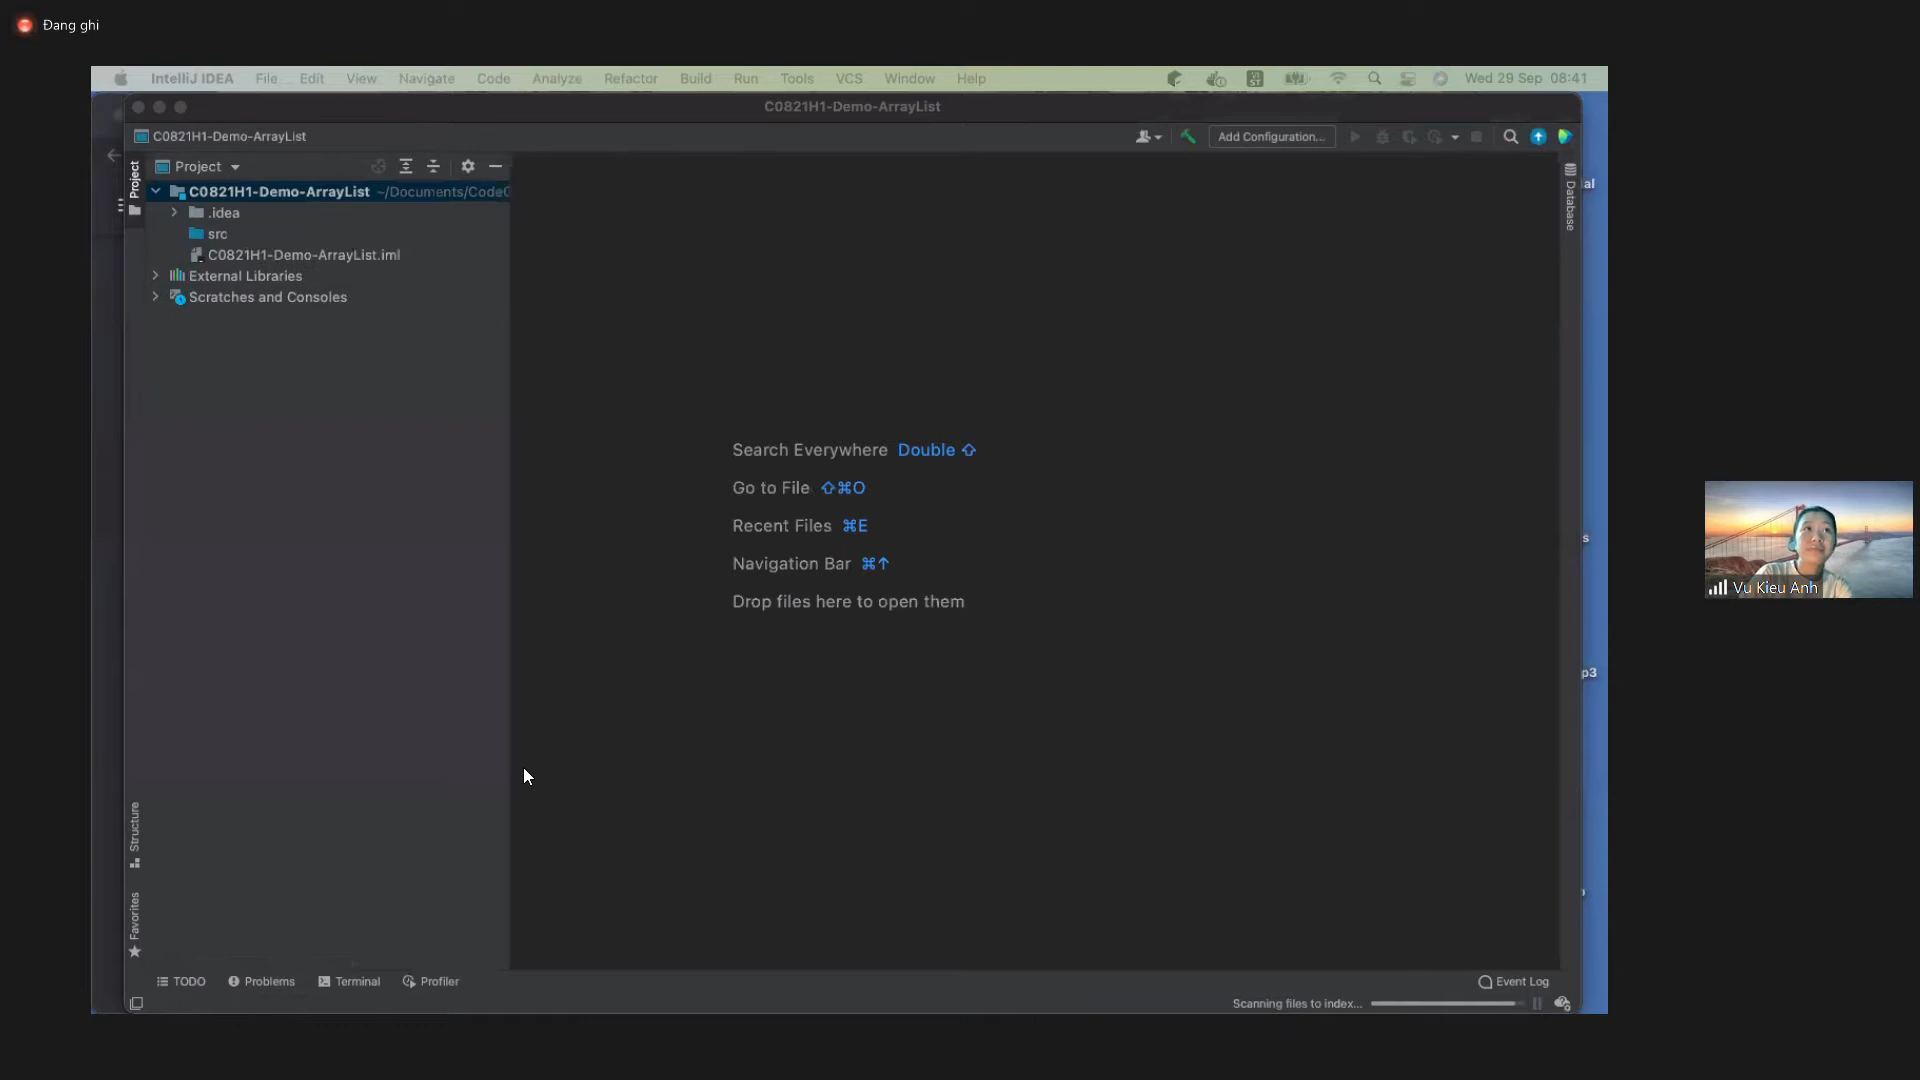 Đang ghi
IntelliJ IDEA File Edit View Navigate Code Analyze Refactor Build Run Tools VCS Window Help Wed 29 Sep 08:41
C0821H1-Demo-ArrayList
C0821H1-Demo-ArrayList
Add Configuration...
Project
Project
C0821H1-Demo-ArrayList ~/Documents/Code
.idea
src
C0821H1-Demo-ArrayList.iml
External Libraries
Scratches and Consoles
Database
al
Search Everywhere Double ⇧
Go to File ⇧⌘O
Recent Files ⌘E
Navigation Bar ⌘↑
Drop files here to open them
s
p3
Vu Kieu Anh
Structure
Favorites
TODO Problems Terminal Profiler
Event Log
Scanning files to index...